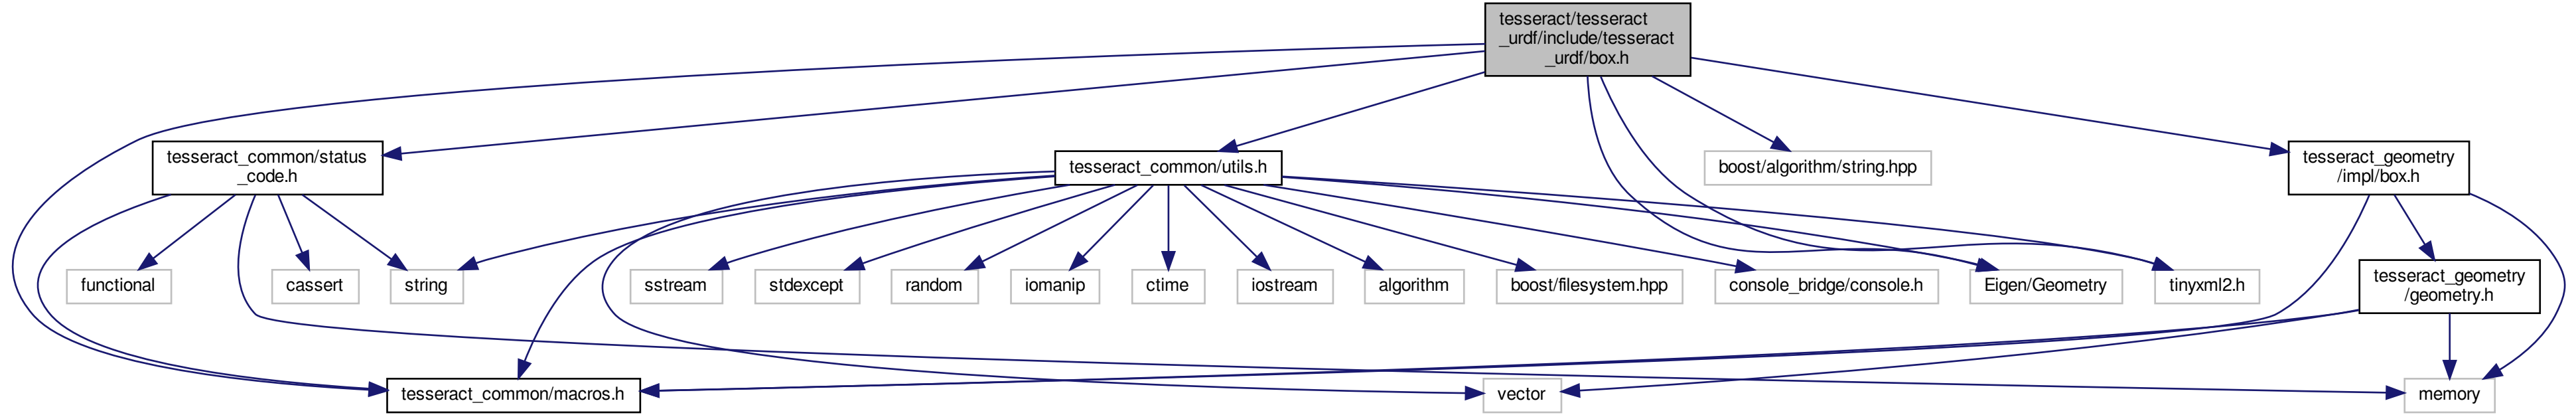 tesseract/tesseract
_urdf/include/tesseract
_urdf/box.h
tesseract_common/status
_code.h
tesseract_common/utils.h
boost/algorithm/string.hpp
tesseract_geometry
/impl/box.h
functional
cassert
string
sstream
stdexcept
random
iomanip
ctime
iostream
algorithm
boost/filesystem.hpp
console_bridge/console.h
Eigen/Geometry
tinyxml2.h
tesseract_geometry
/geometry.h
tesseract_common/macros.h
vector
memory